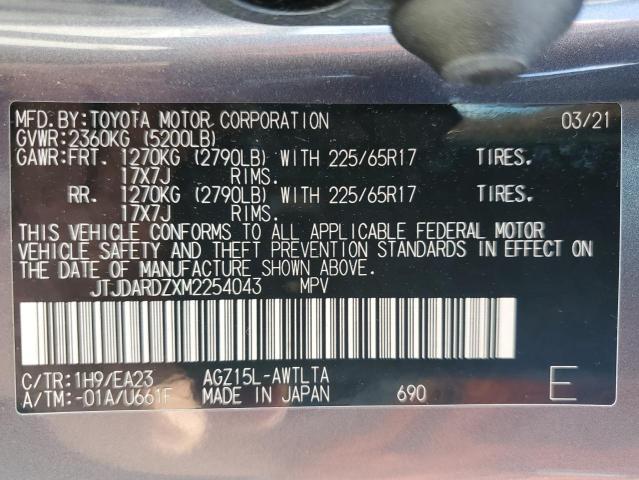 MFD.BY:TOYOTA MOTOR CORPORATION 03/21
GVWR:2360KG (5200LB)
GAWR:FRT. 1270KG (2790LB) WITH 225/65R17 TIRES.
17X7J RIMS.
RR. 1270KG (2790LB) WITH 225/65R17 TIRES.
17X7J RIMS.
THIS VEHICLE CONFORMS TO ALL APPLICABLE FEDERAL MOTOR
VEHICLE SAFETY AND THEFT PREVENTION STANDARDS IN EFFECT ON
THE DATE OF MANUFACTURE SHOWN ABOVE.
JTJDARDZXM2254043 MPV
C/TR:1H9/EA23 AGZ15L-AWTLTA E
A/TM:-01A/U661F MADE IN JAPAN 690